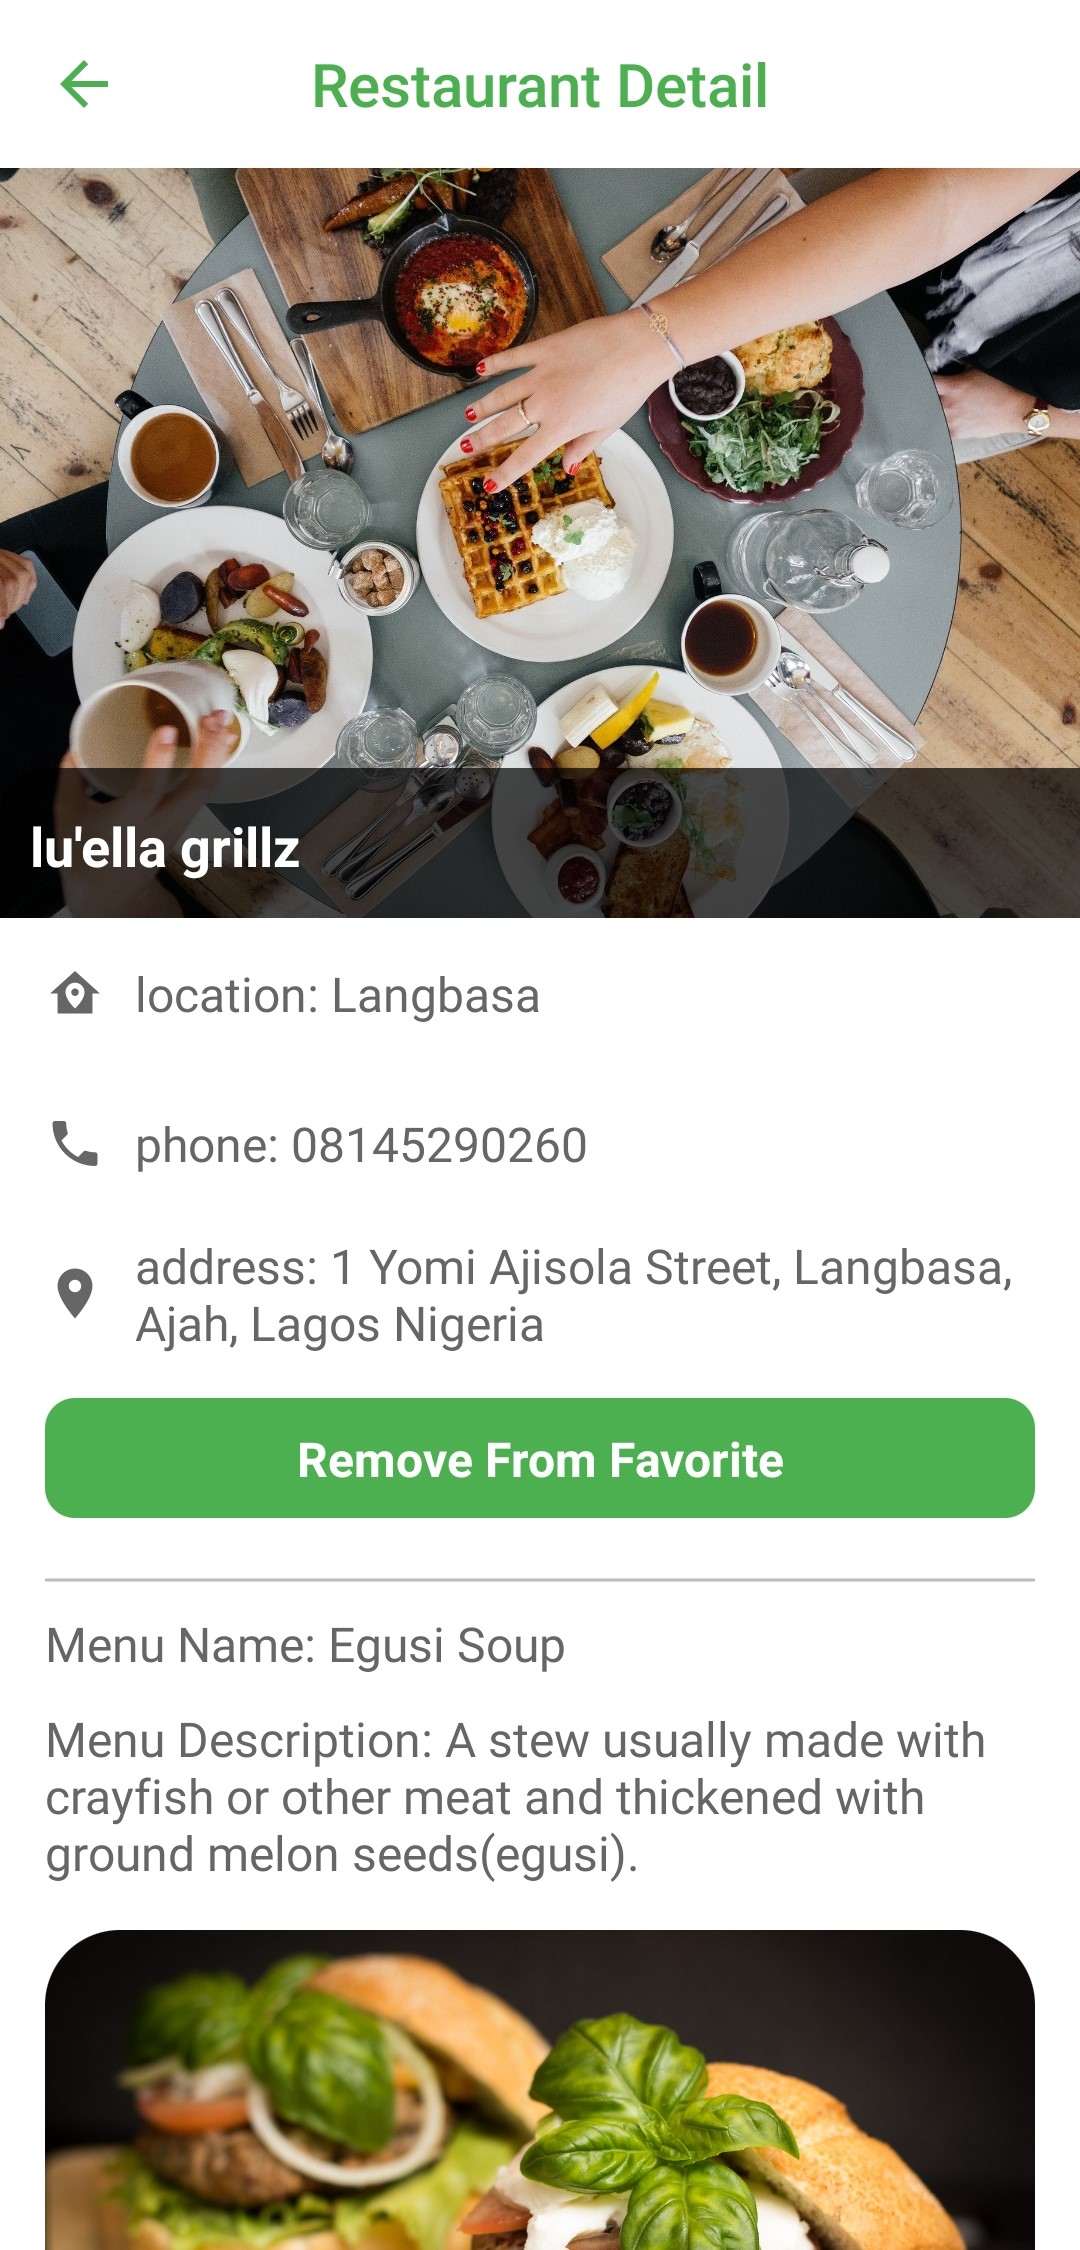 Restaurant Detail
lu'ella grillz
location: Langbasa
phone: 08145290260
address: 1 Yomi Ajisola Street, Langbasa,
Ajah, Lagos Nigeria
Remove From Favorite
Menu Name: Egusi Soup
Menu Description: A stew usually made with
crayfish or other meat and thickened with
ground melon seeds(egusi).